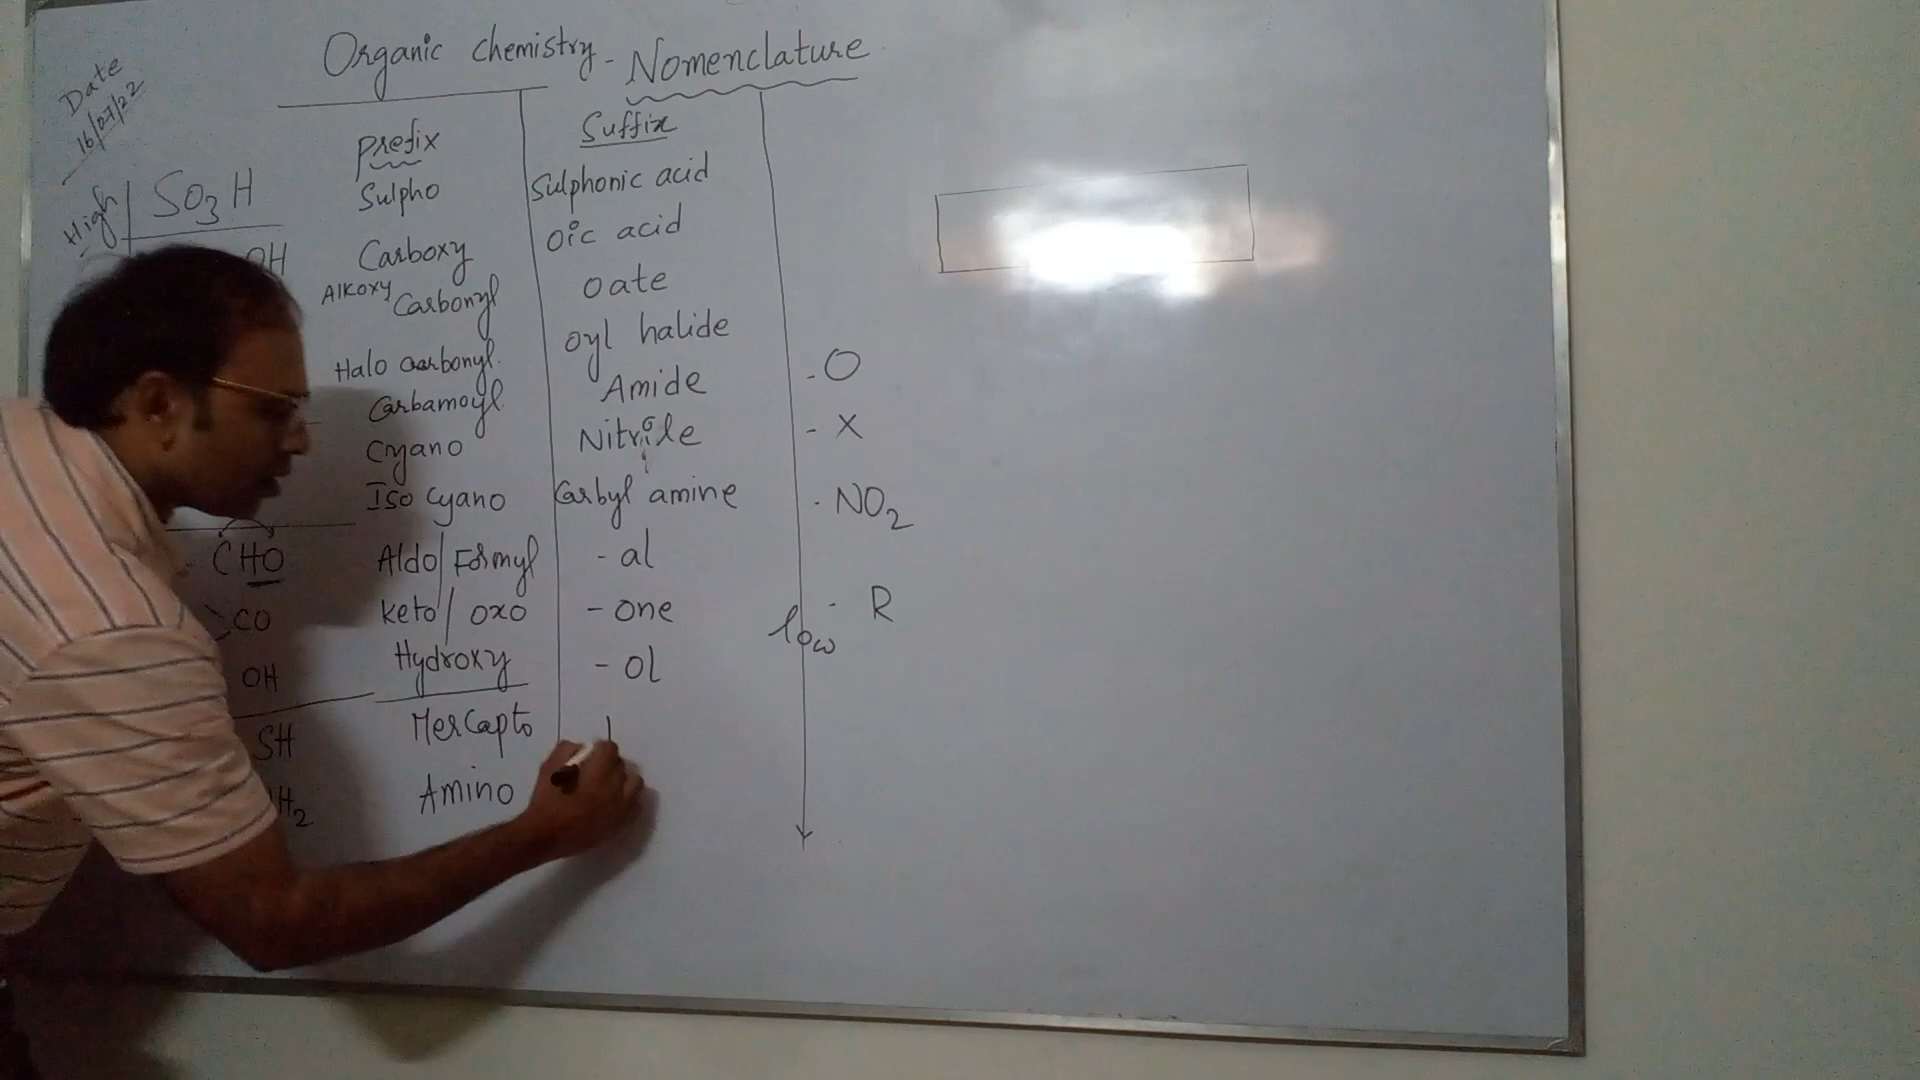 Organic Chemistry - Nomenclature
Date
16/07/22
Prefix Suffix
High SO3H Sulpho Sulphonic acid
OH Carboxy oic acid
Alkoxy Carbonyl oate
Halo Carbonyl. oyl halide
- O
Carbamoyl. Amide
Cyano Nitrile - X
Iso Cyano Carbyl amine - NO2
CHO Aldo/Formyl - al
CO Keto/ oxo - one - R
low
OH Hydroxy - ol
SH Mercapto
H2 Amino